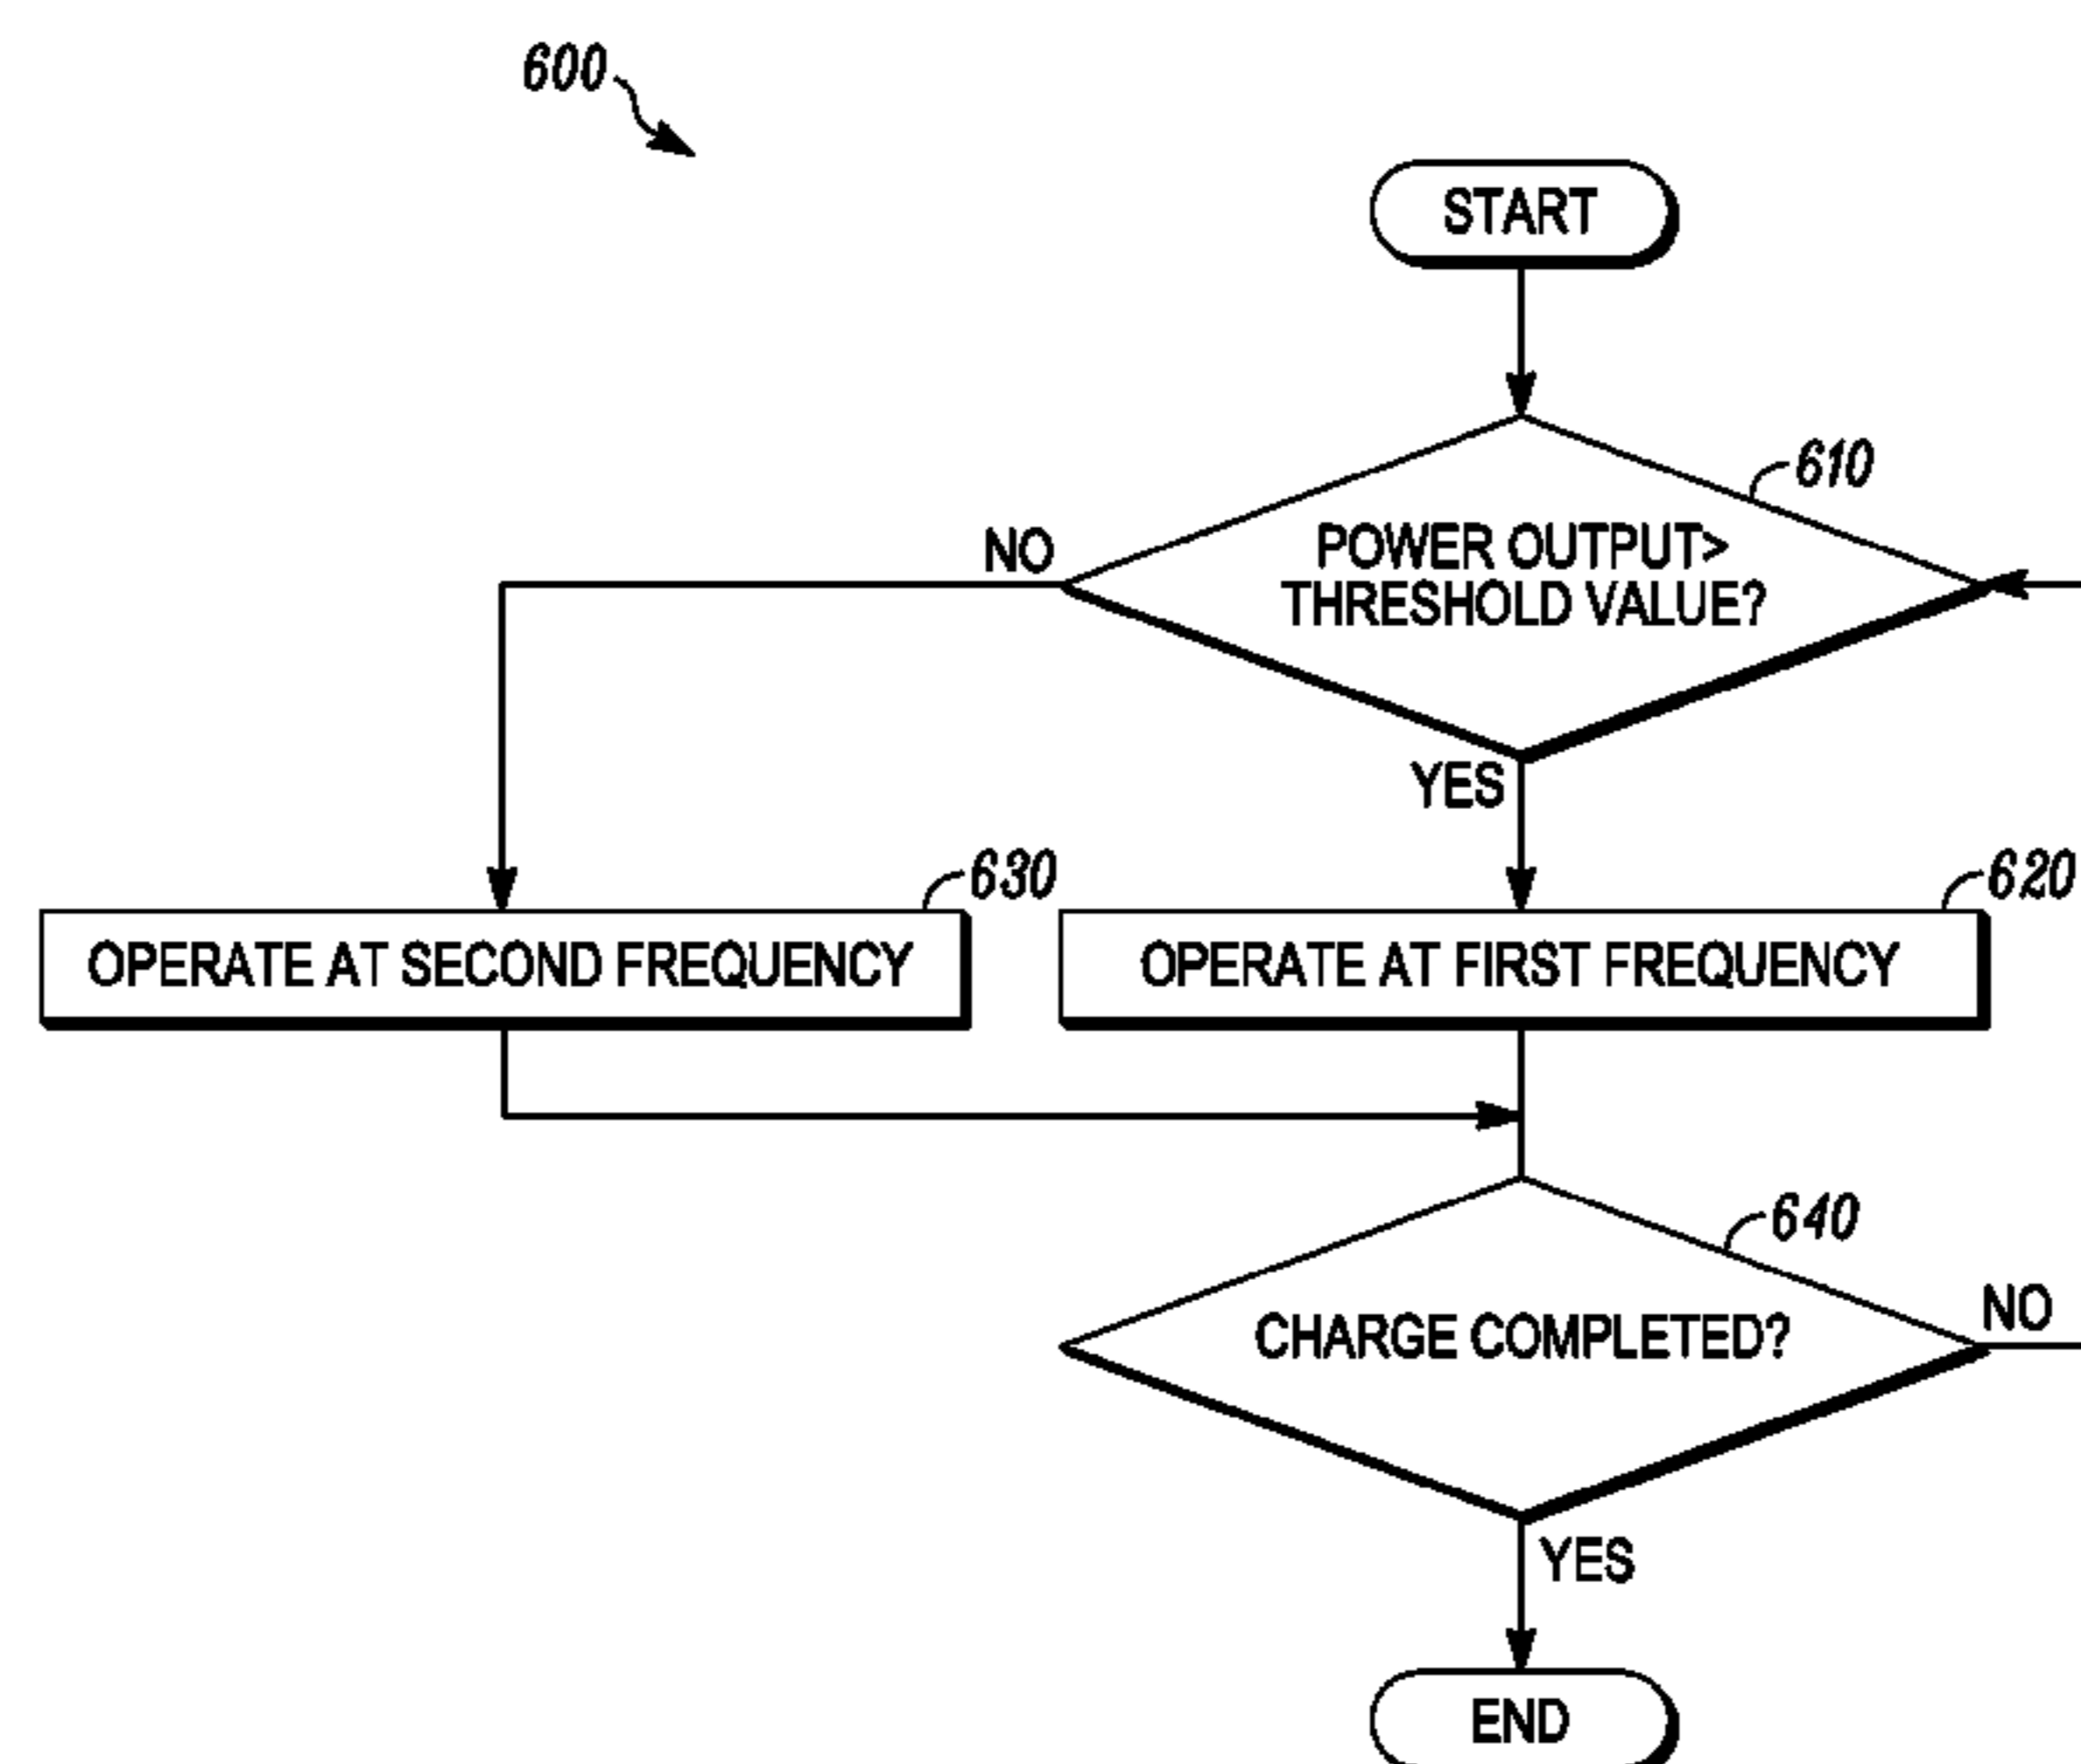 600
START
610
POWER OUTPUT>
THRESHOLD VALUE?
NO
YES
630
620
OPERATE AT SECOND FREQUENCY
OPERATE AT FIRST FREQUENCY
640
CHARGE COMPLETED?
NO
YES
END